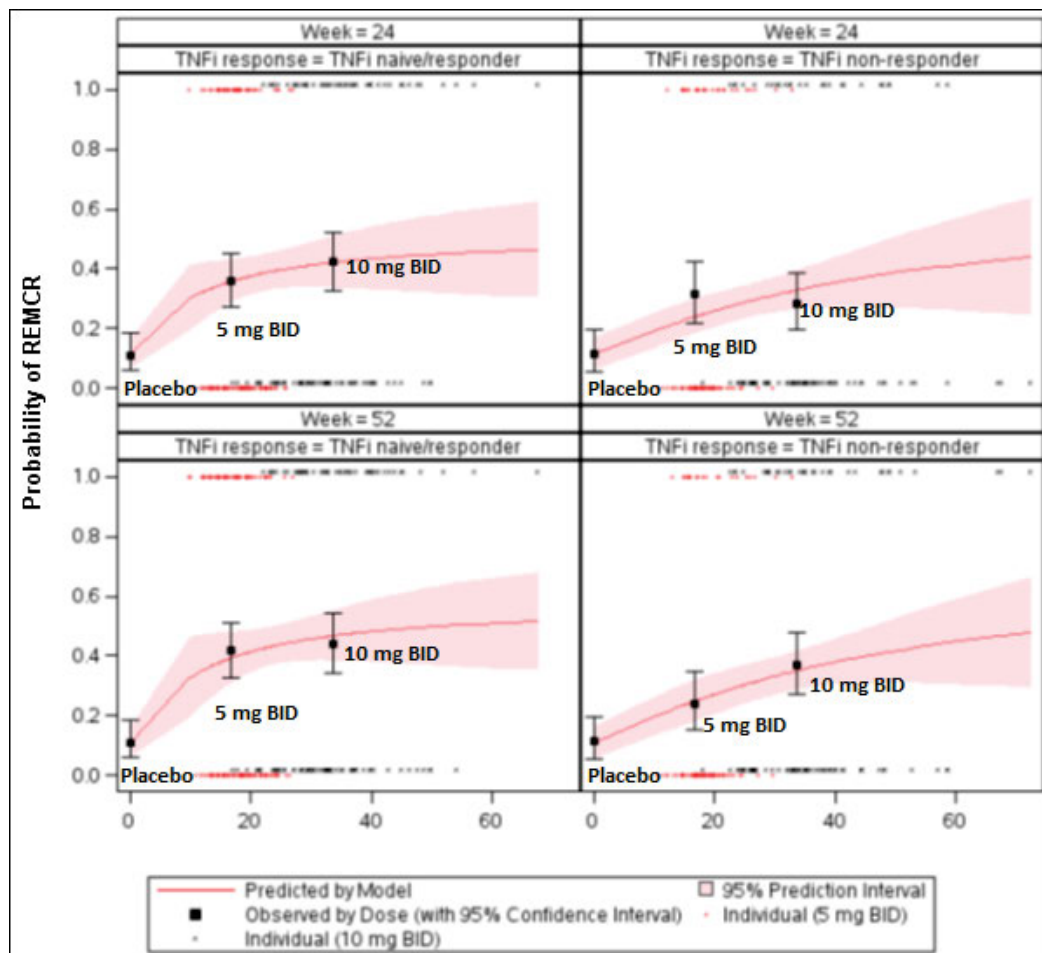 Week = 24
Week = 24
TNFi response = TNFi naive/responder
TNFi response = TNFi non-responder
1.0
0.8
0.6
0.4
0.2
0.0
Placebo
5 mg BID
10 mg BID
Placebo
5 mg BID
10 mg BID
Week = 52
Week = 52
TNFi response = TNFi naive/responder
TNFi response = TNFi non-responder
1.0
0.8
0.6
0.4
0.2
0.0
Placebo
5 mg BID
10 mg BID
Placebo
5 mg BID
10 mg BID
0 20 40 60
0 20 40 60
Probability of REMCR
Predicted by Model
95% Prediction Interval
Observed by Dose (with 95% Confidence Interval)
Individual (5 mg BID)
Individual (10 mg BID)